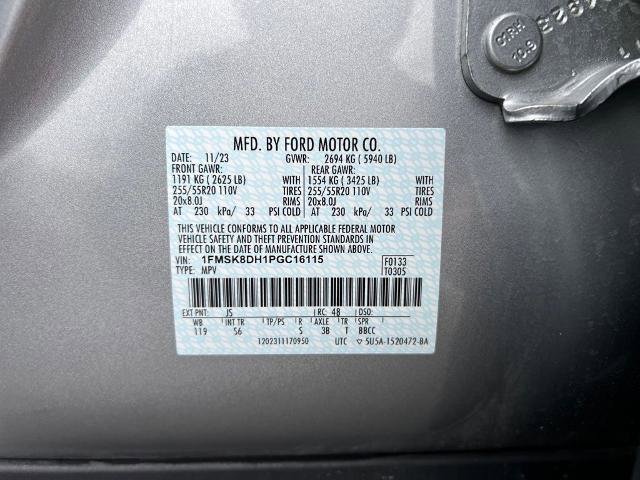 C1RH
10.9
MFD. BY FORD MOTOR CO.
DATE: 11/23 GVWR: 2694 KG ( 5940 LB)
FRONT GAWR: REAR GAWR:
1191 KG ( 2625 LB) WITH 1554 KG ( 3425 LB) WITH
255/55R20 110V TIRES 255/55R20 110V TIRES
20x8.0J RIMS 20x8.0J RIMS
AT 230 kPa/ 33 PSI COLD AT 230 kPa/ 33 PSI COLD
THIS VEHICLE CONFORMS TO ALL APPLICABLE FEDERAL MOTOR
VEHICLE SAFETY AND THEFT PREVENTION STANDARDS IN
EFFECT ON THE DATE OF MANUFACTURE SHOWN ABOVE.
VIN: 1FMSK8DH1PGC16115 F0133
TYPE: MPV T0305
EXT PNT: JS RC: 48 DSO:
WB INT TR TP/PS R AXLE TR SPR
119 S6 S 3B T BBCC
1202311170950 UTC ▽ 5U5A-1520472-BA